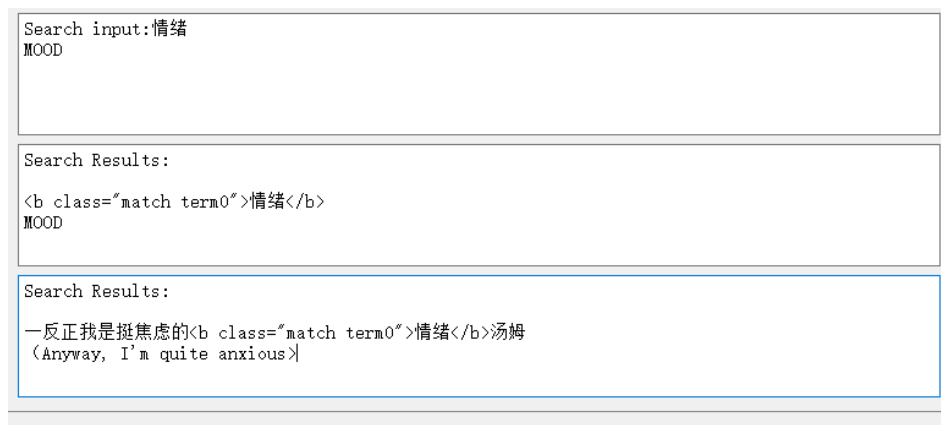 Search input:情绪
MOOD
Search Results:
<b class="match term0">情绪</b>
MOOD
Search Results:
一反正我是挺焦虑的<b class="match term0">情绪</b>汤姆
（Anyway, I'm quite anxious>